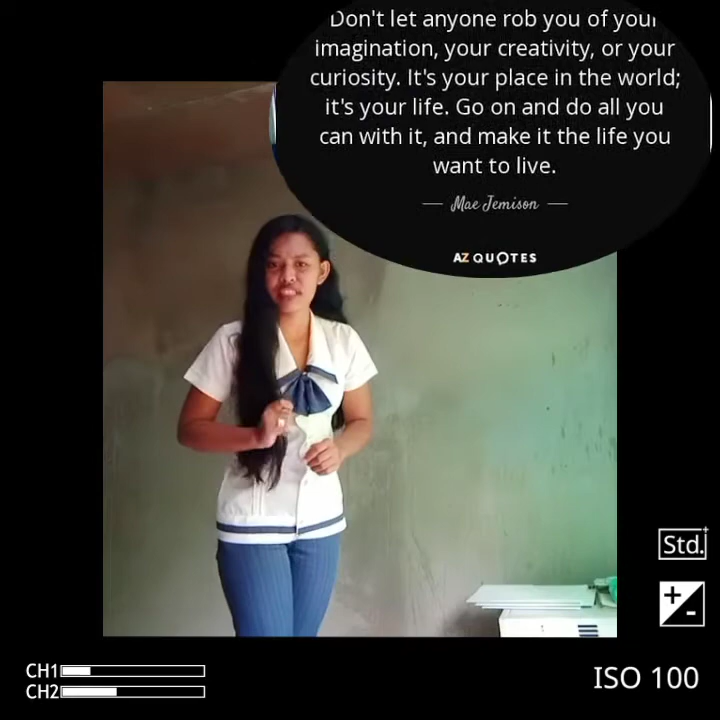 Don't let anyone rob you of your
imagination, your creativity, or your
curiosity. It's your place in the world;
it's your life. Go on and do all you
can with it, and make it the life you
want to live.
— Mae Jemison —
AZ QUOTES
Std.
+
-
CH1
CH2
ISO 100